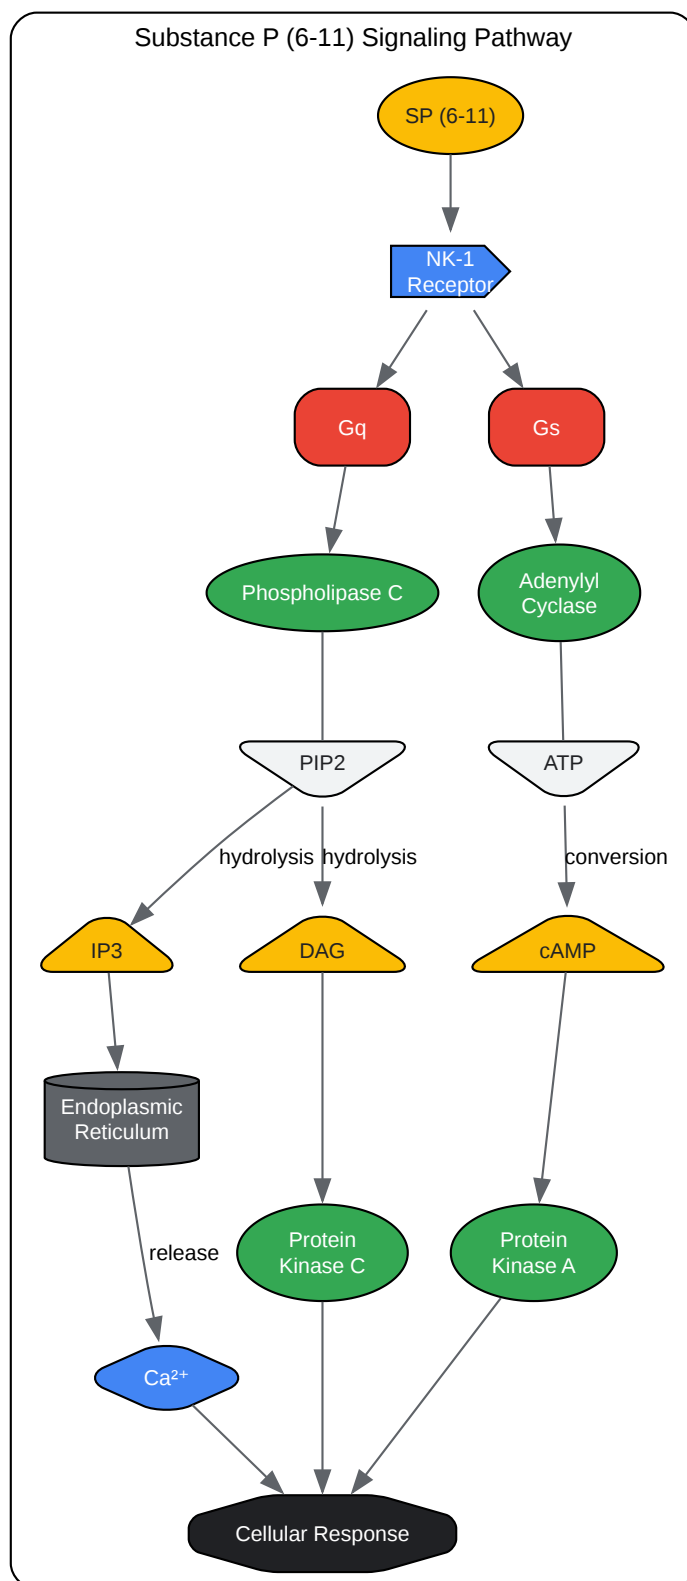 Substance P (6-11) Signaling Pathway
SP (6-11)
NK-1
Receptor
Gq
Gs
Phospholipase C
Adenylyl
Cyclase
PIP2
ATP
hydrolysis
hydrolysis
conversion
IP3
DAG
cAMP
Endoplasmic
Reticulum
Protein
Kinase C
Protein
Kinase A
release
Ca²⁺
Cellular Response